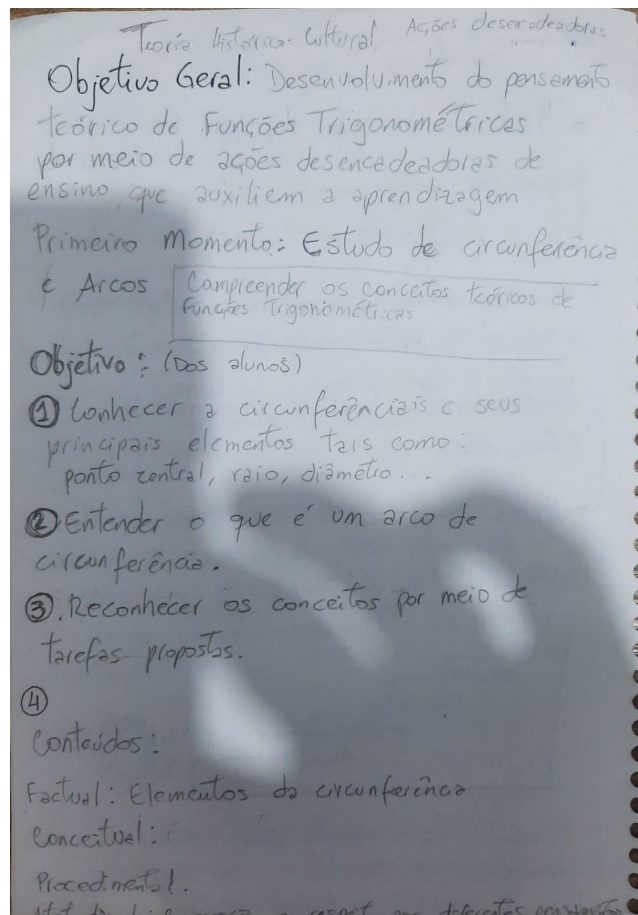 Teoria Histórico-Cultural. Ações desencadeadoras
Objetivo Geral: Desenvolvimento do pensamento
teórico de Funções Trigonométricas
por meio de ações desencadeadoras de
ensino que auxiliem a aprendizagem
Primeiro Momento: Estudo de circunferência
e Arcos
Compreender os conceitos teóricos de
Funções Trigonométricas
Objetivo: (Dos alunos)
① Conhecer a circunferênciais e seus
principais elementos tais como:
ponto central, raio, diâmetro...
② Entender o que é um arco de
circunferência.
③. Reconhecer os conceitos por meio de
tarefas propostas.
④
Conteúdos:
Factual: Elementos da circunferência
Conceitual:
Procedimental.
respeit diferentes